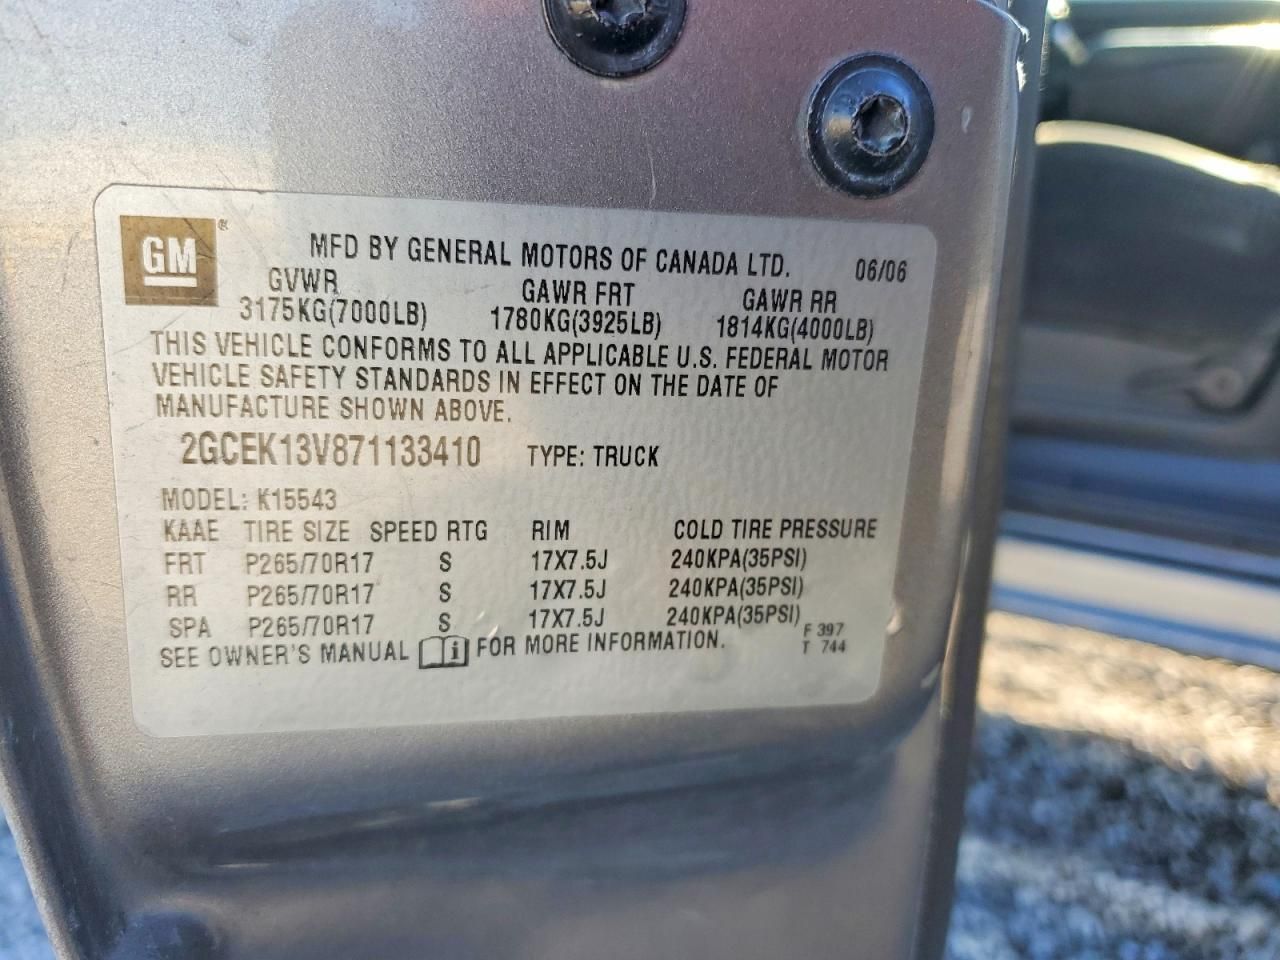 GM®
MFD BY GENERAL MOTORS OF CANADA LTD. 06/06
GVWR GAWR FRT GAWR RR
3175KG(7000LB) 1780KG(3925LB) 1814KG(4000LB)
THIS VEHICLE CONFORMS TO ALL APPLICABLE U.S. FEDERAL MOTOR
VEHICLE SAFETY STANDARDS IN EFFECT ON THE DATE OF
MANUFACTURE SHOWN ABOVE.
2GCEK13V871133410 TYPE: TRUCK
MODEL: K15543
KAAE TIRE SIZE SPEED RTG RIM COLD TIRE PRESSURE
FRT P265/70R17 S 17X7.5J 240KPA(35PSI)
RR P265/70R17 S 17X7.5J 240KPA(35PSI)
SPA P265/70R17 S 17X7.5J 240KPA(35PSI)
SEE OWNER'S MANUAL i FOR MORE INFORMATION.
F 397
T 744